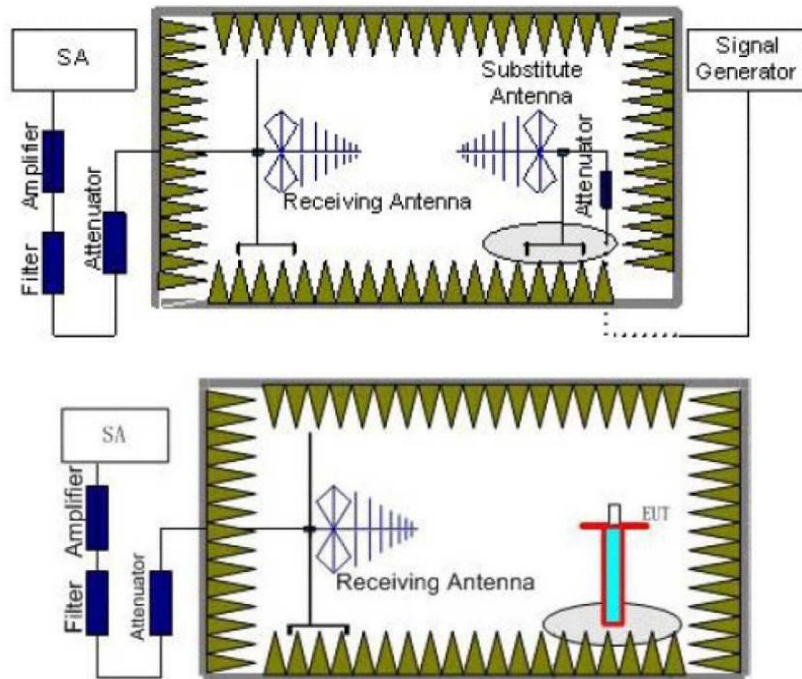 SA
Signal
Generator
Substitute
Antenna
Amplifier
Filter
Attenuator
Attenuator
Receiving Antenna
SA
Amplifier
Filter
Attenuator
EUT
Receiving Antenna